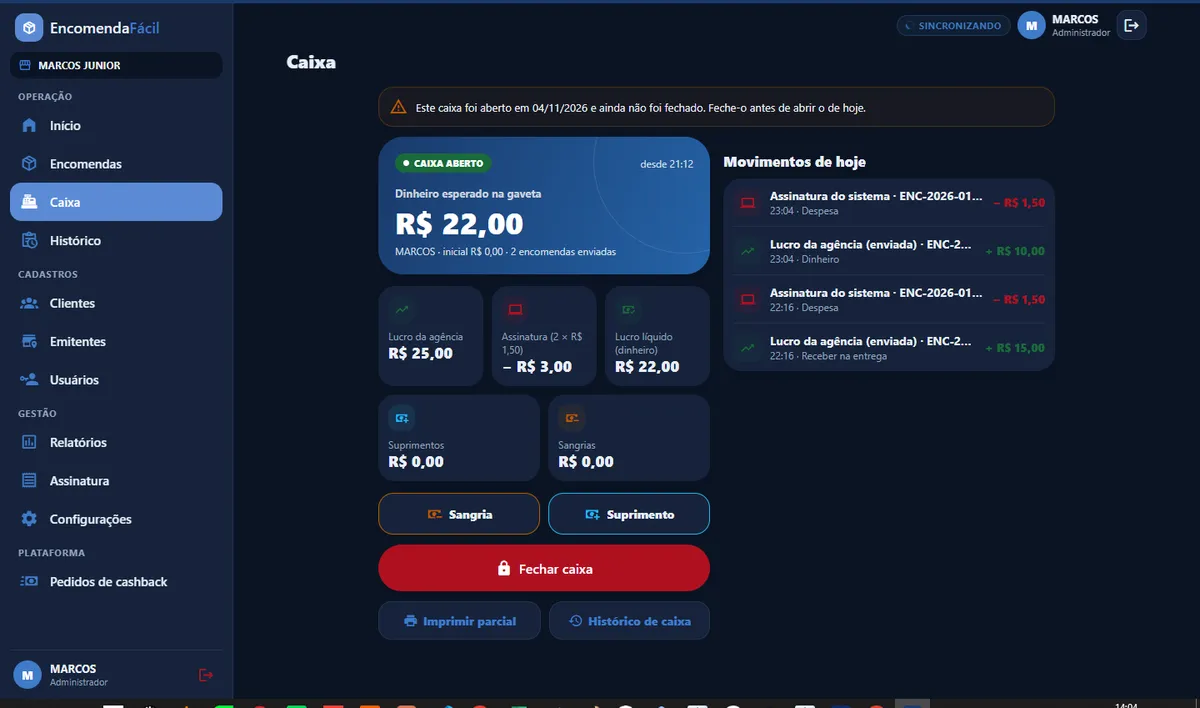 EncomendaFácil
MARCOS JUNIOR
OPERAÇÃO
Início
Encomendas
Caixa
Histórico
CADASTROS
Clientes
Emitentes
Usuários
GESTÃO
Relatórios
Assinatura
Configurações
PLATAFORMA
Pedidos de cashback
MARCOS
Administrador
SINCRONIZANDO
M
MARCOS
Administrador
Caixa
Este caixa foi aberto em 04/11/2026 e ainda não foi fechado. Feche-o antes de abrir o de hoje.
CAIXA ABERTO
desde 21:12
Dinheiro esperado na gaveta
R$ 22,00
MARCOS · inicial R$ 0,00 · 2 encomendas enviadas
Lucro da agência
R$ 25,00
Assinatura (2 × R$
1,50)
− R$ 3,00
Lucro líquido
(dinheiro)
R$ 22,00
Suprimentos
R$ 0,00
Sangrias
R$ 0,00
Sangria
Suprimento
Fechar caixa
Imprimir parcial
Histórico de caixa
Movimentos de hoje
Assinatura do sistema · ENC-2026-01...
− R$ 1,50
23:04 · Despesa
Lucro da agência (enviada) · ENC-2...
+ R$ 10,00
23:04 · Dinheiro
Assinatura do sistema · ENC-2026-01...
− R$ 1,50
22:16 · Despesa
Lucro da agência (enviada) · ENC-2...
+ R$ 15,00
22:16 · Receber na entrega
M
14:04